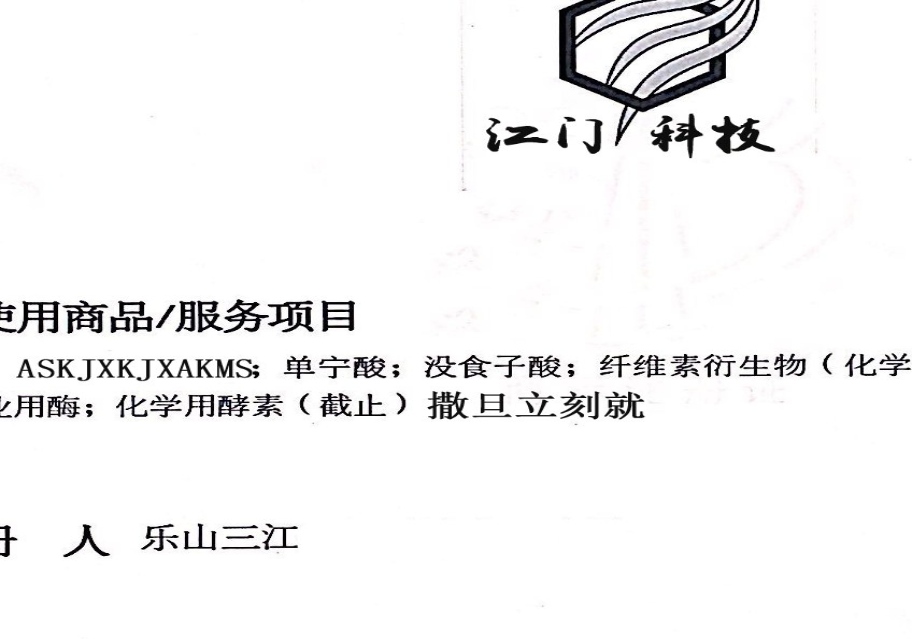 江门科技
使用商品/服务项目
ASKJXKJXAKMS；单宁酸；没食子酸；纤维素衍生物（化学
业用酶；化学用酵素（截止）撒旦立刻就
册 人 乐山三江